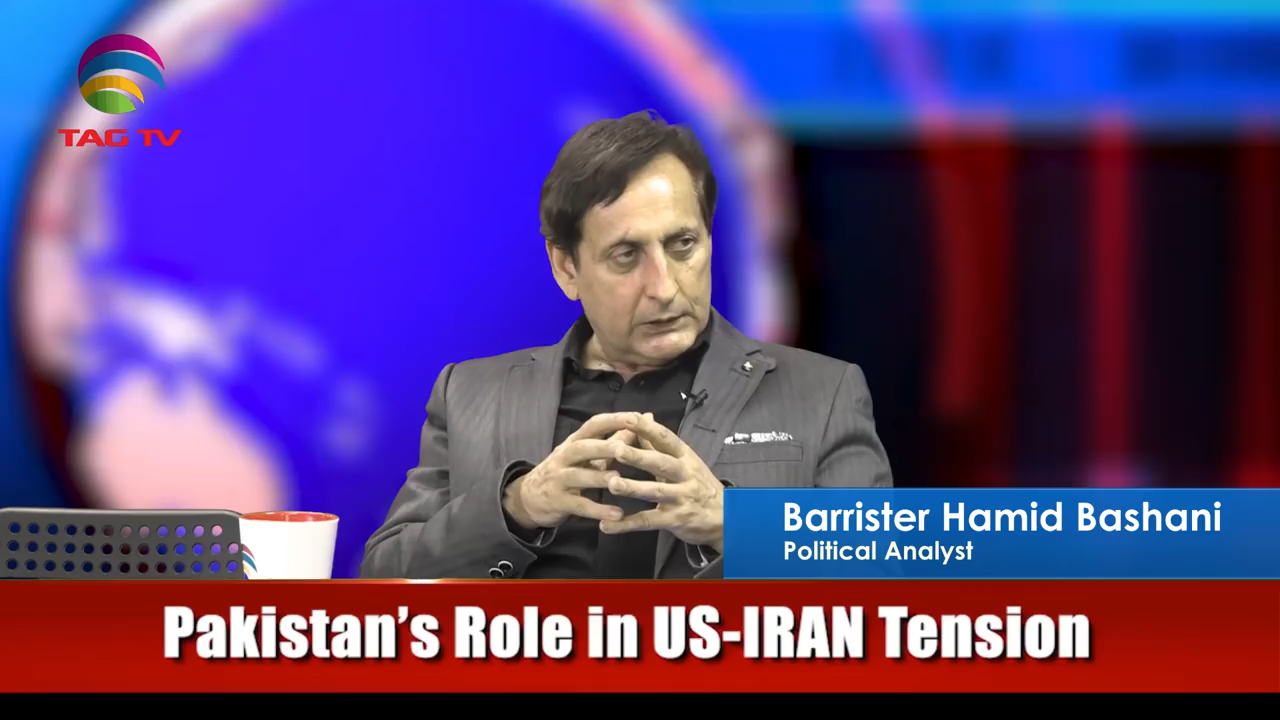 TAG TV
Barrister Hamid Bashani
Political Analyst
Pakistan's Role in US-IRAN Tension